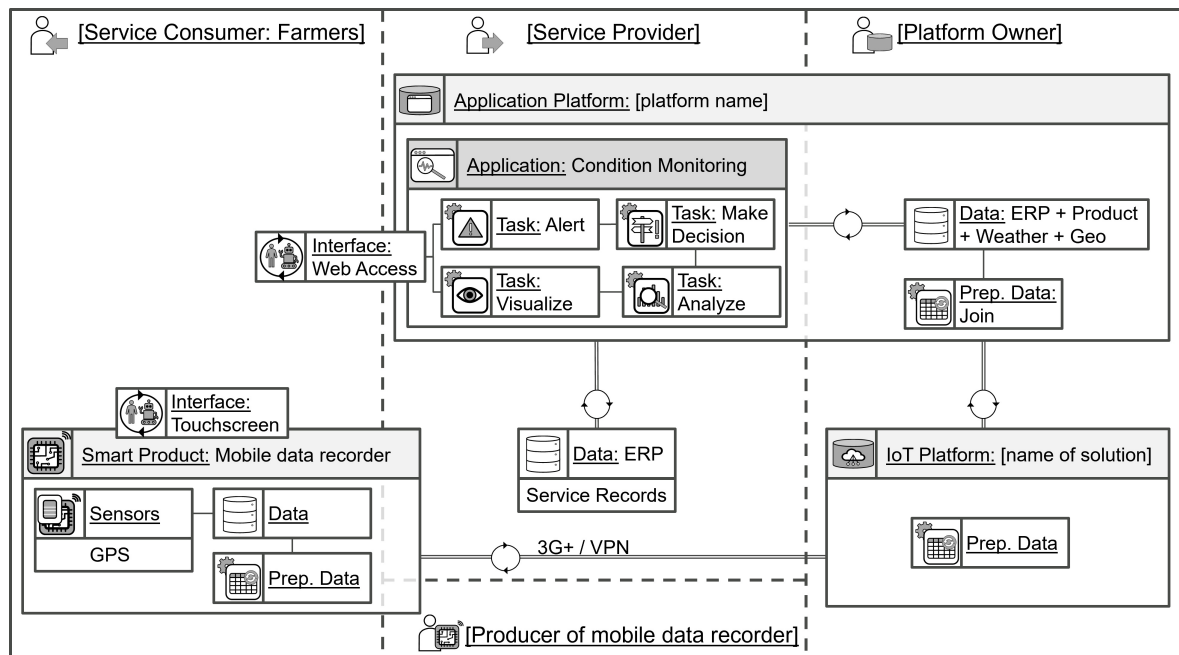 [Service Consumer: Farmers]
[Service Provider]
[Platform Owner]
Application Platform: [platform name]
Application: Condition Monitoring
Interface:
Web Access
Task: Alert
Task: Make
Decision
Task:
Visualize
Task:
Analyze
Data: ERP + Product
+ Weather + Geo
Prep. Data:
Join
Interface:
Touchscreen
Smart Product: Mobile data recorder
Sensors
GPS
Data
Prep. Data
Data: ERP
Service Records
3G+ / VPN
IoT Platform: [name of solution]
Prep. Data
[Producer of mobile data recorder]